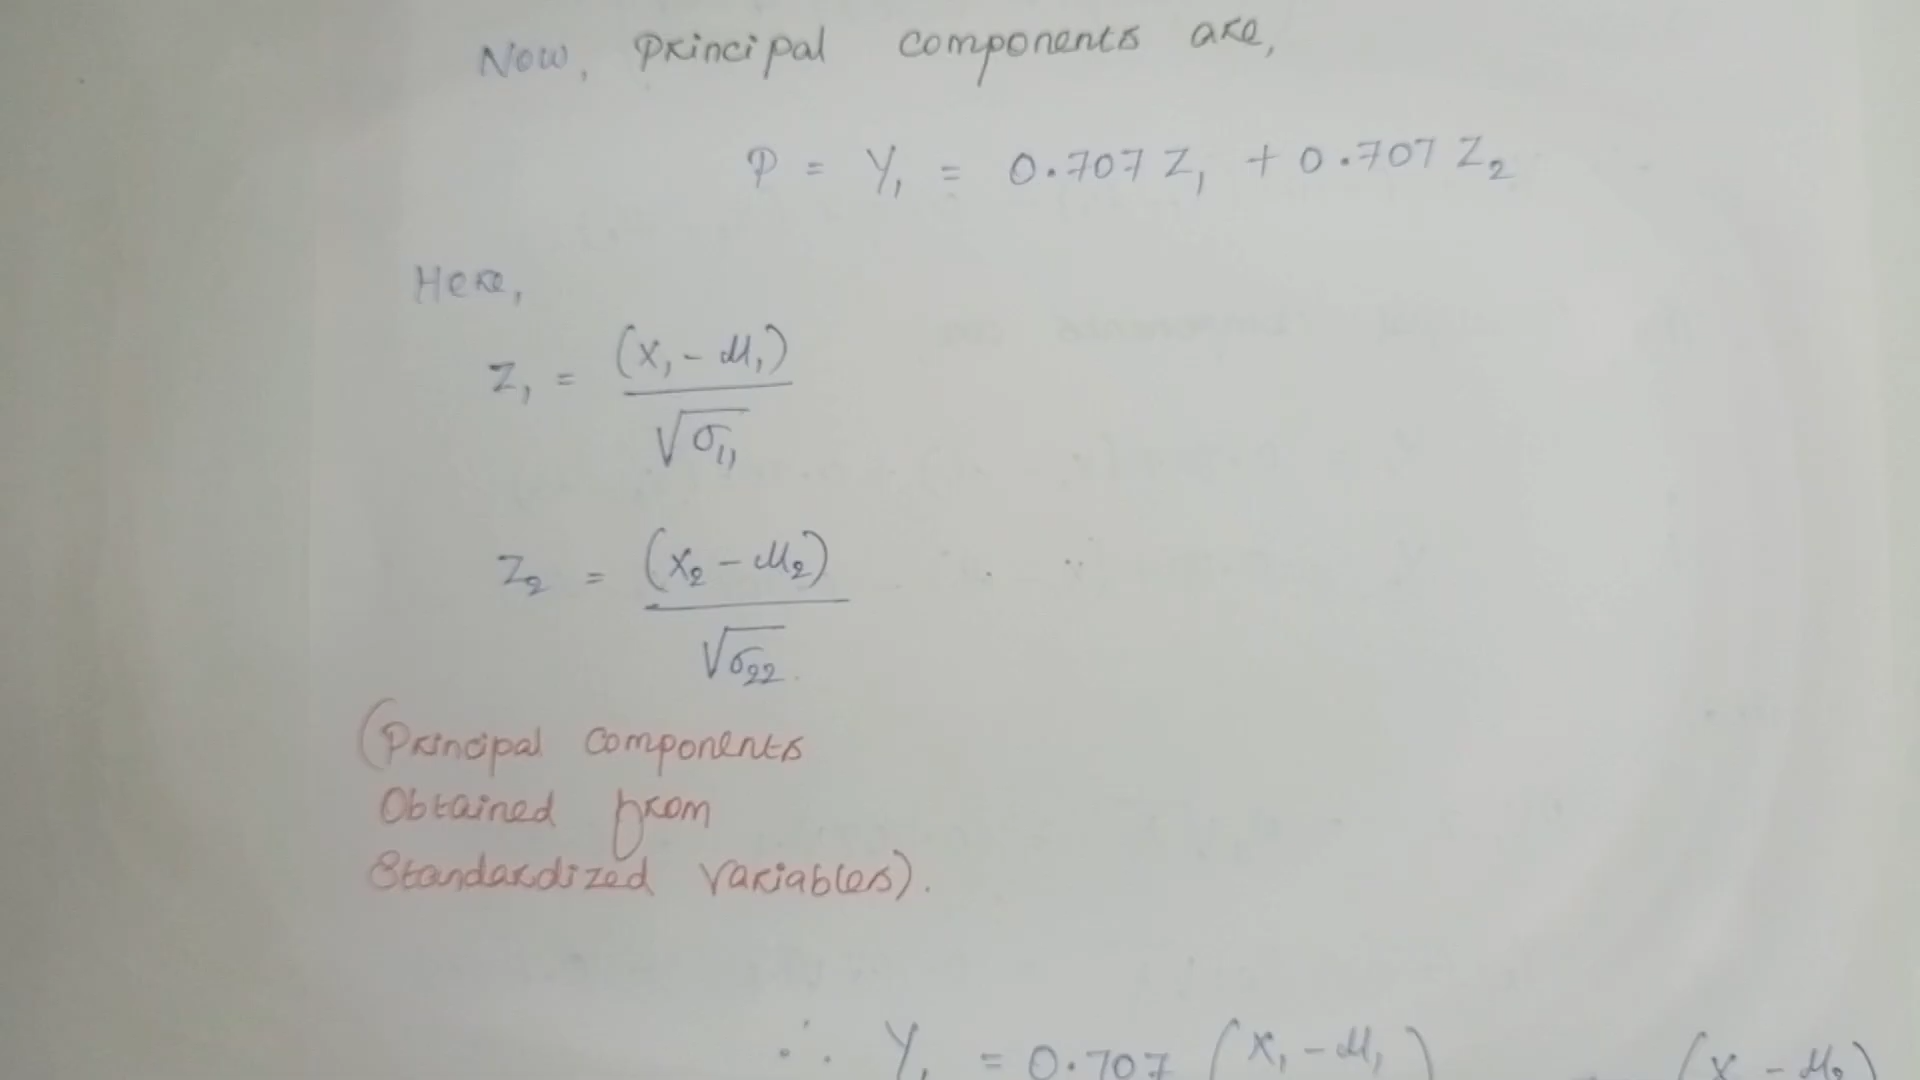 Now, Principal components are,
P = Y₁ = 0.707 Z₁ + 0.707 Z₂
Here,
Z₁ = (X₁ - μ₁) / √σ₁₁
Z₂ = (X₂ - μ₂) / √σ₂₂
(Principal components
Obtained from
Standardized variables).
∴ Y₁ = 0.707 (X₁ - μ₁) (X - μ₂)